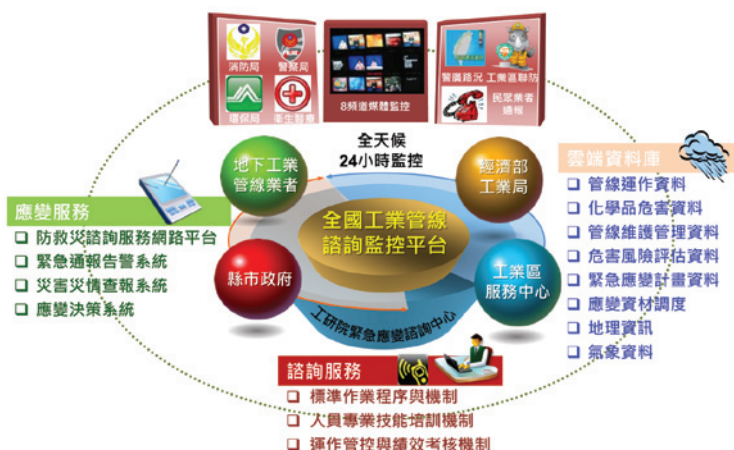 消防局
警察局
環保局
衛生醫療
8頻道媒體監控
警廣路況
工業區聯防
民眾業者
通報
全天候
24小時監控
地下工業
管線業者
經濟部
工業局
全國工業管線
諮詢監控平台
縣市政府
工業區
服務中心
工研院緊急應變諮詢中心
應變服務
❑ 防救災諮詢服務網路平台
❑ 緊急通報告警系統
❑ 災害災情查報系統
❑ 應變決策系統
雲端資料庫
❑ 管線運作資料
❑ 化學品危害資料
❑ 管線維護管理資料
❑ 危害風險評估資料
❑ 緊急應變計畫資料
❑ 應變資材調度
❑ 地理資訊
❑ 氣象資料
諮詢服務
❑ 標準作業程序與機制
❑ 人員專業技能培訓機制
❑ 運作管控與績效考核機制